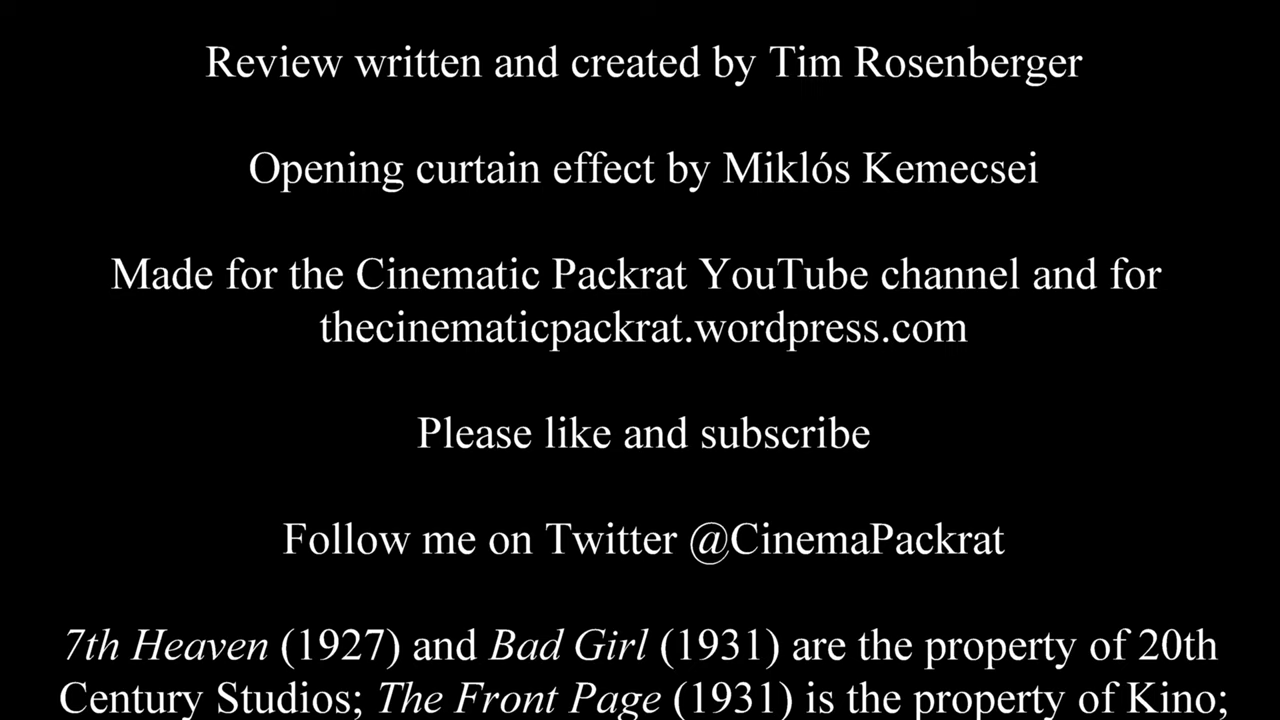 Review written and created by Tim Rosenberger
Opening curtain effect by Miklós Kemecsei
Made for the Cinematic Packrat YouTube channel and for
thecinematicpackrat.wordpress.com
Please like and subscribe
Follow me on Twitter @CinemaPackrat
7th Heaven (1927) and Bad Girl (1931) are the property of 20th
Century Studios; The Front Page (1931) is the property of Kino;